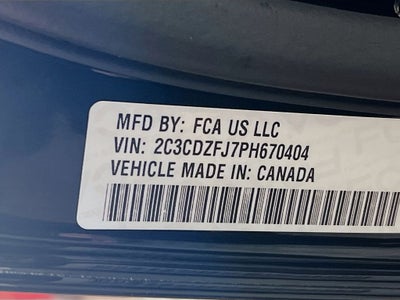 MFD BY: FCA US LLC
VIN: 2C3CDZFJ7PH670404
VEHICLE MADE IN: CANADA